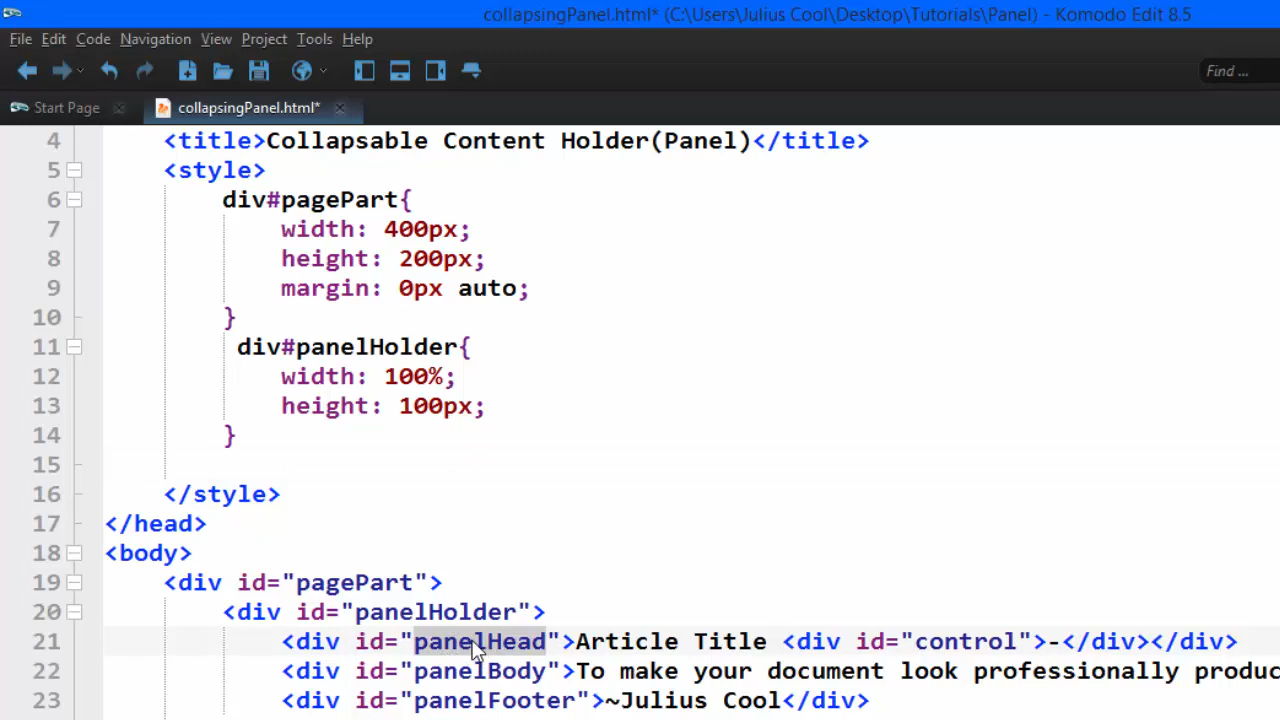 collapsingPanel.html* (C:\Users\Julius Cool\Desktop\Tutorials\Panel) - Komodo Edit 8.5
File Edit Code Navigation View Project Tools Help
Find ...
Start Page collapsingPanel.html*
4 <title>Collapsable Content Holder(Panel)</title>
5 <style>
6 div#pagePart{
7 width: 400px;
8 height: 200px;
9 margin: 0px auto;
10 }
11 div#panelHolder{
12 width: 100%;
13 height: 100px;
14 }
15
16 </style>
17 </head>
18 <body>
19 <div id="pagePart">
20 <div id="panelHolder">
21 <div id="panelHead">Article Title <div id="control">-</div></div>
22 <div id="panelBody">To make your document look professionally produc
23 <div id="panelFooter">~Julius Cool</div>